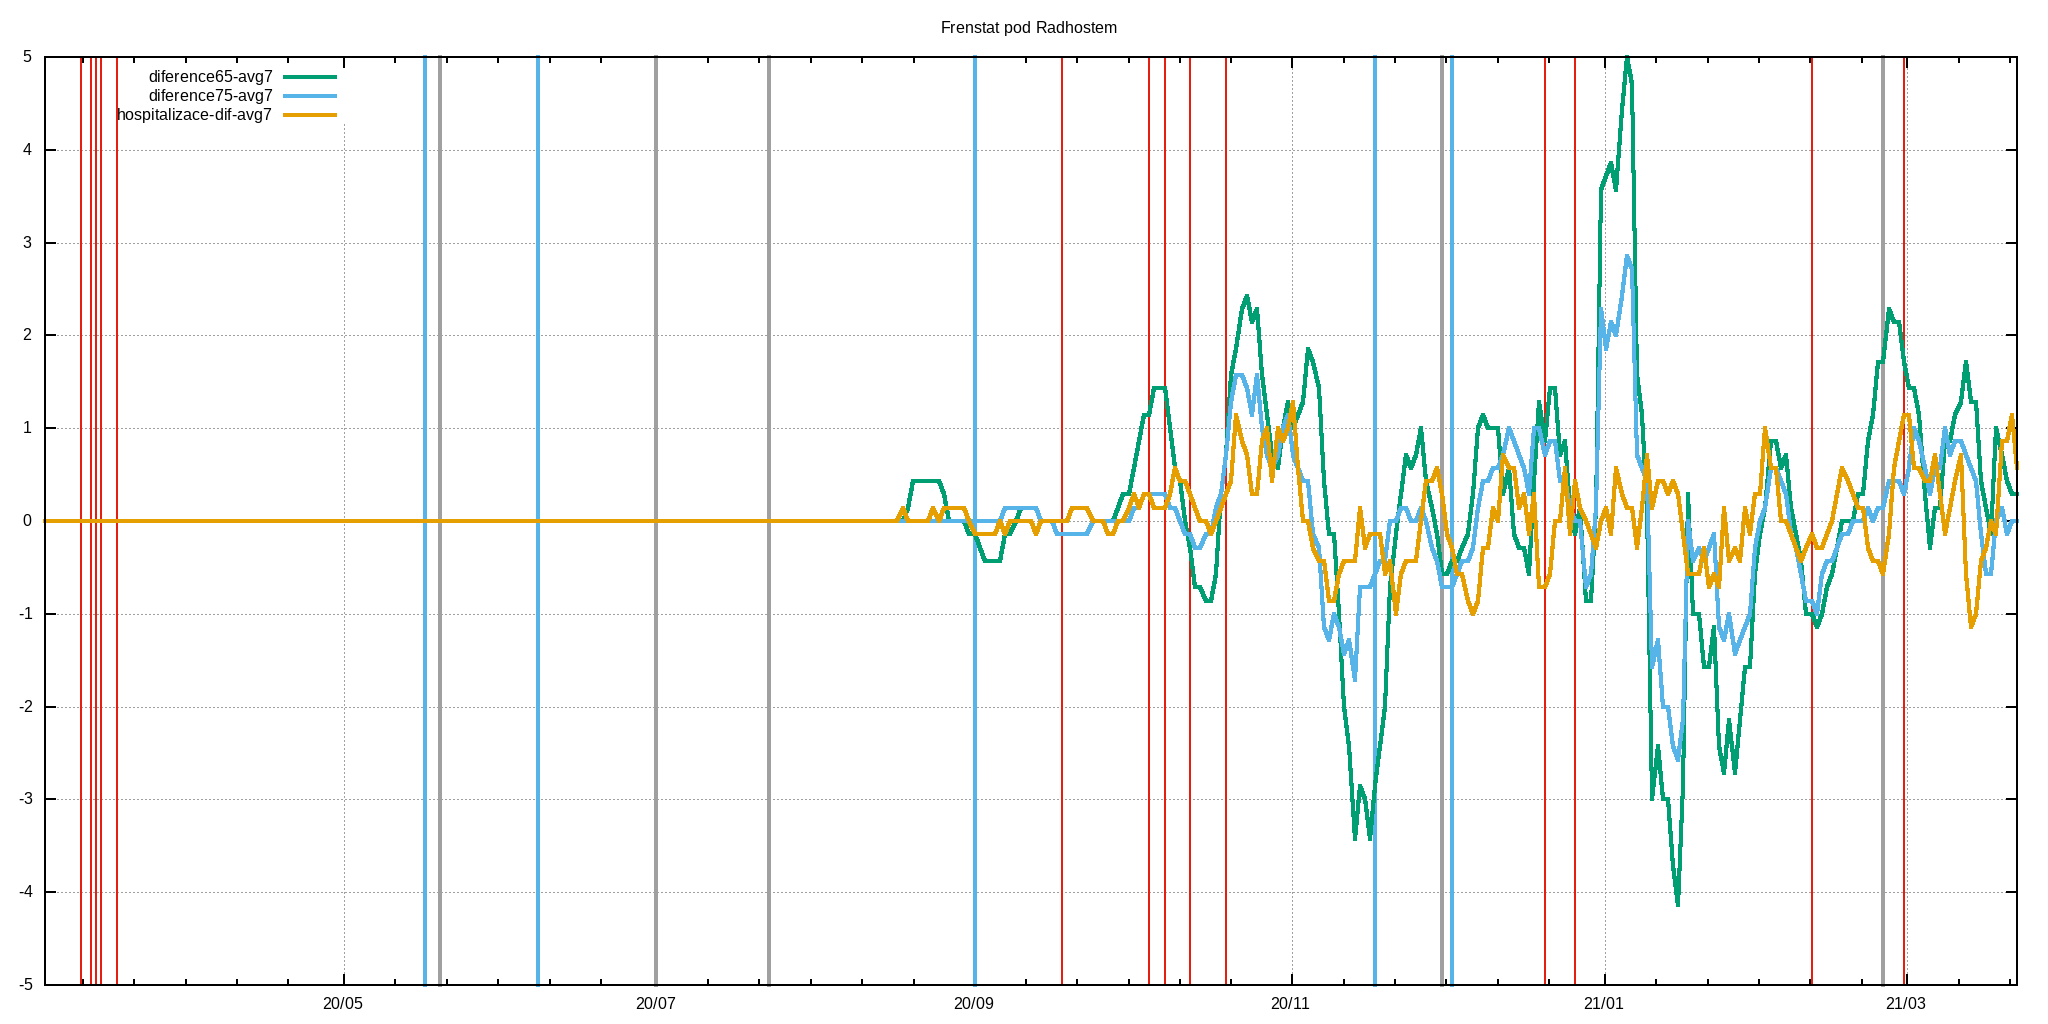 Frenstat pod Radhostem
diference65-avg7
diference75-avg7
hospitalizace-dif-avg7
5
4
3
2
1
0
-1
-2
-3
-4
-5
20/05 20/07 20/09 20/11 21/01 21/03